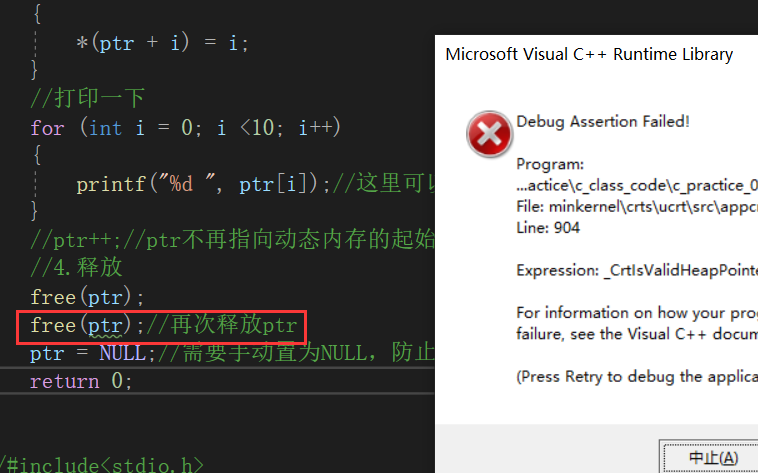 {
*(ptr + i) = i;
}
//打印一下
for (int i = 0; i <10; i++)
{
printf("%d ", ptr[i]);//这里可以
}
//ptr++;//ptr不再指向动态内存的起始
//4.释放
free(ptr);
free(ptr);//再次释放ptr
ptr = NULL;//需要手动置为NULL，防止
return 0;
/#include<stdio.h>
Microsoft Visual C++ Runtime Library
Debug Assertion Failed!
Program:
...actice\c_class_code\c_practice_0
File: minkernel\crts\ucrt\src\appcr
Line: 904
Expression: _CrtIsValidHeapPointe
For information on how your prog
failure, see the Visual C++ docum
(Press Retry to debug the applica
中止(A)